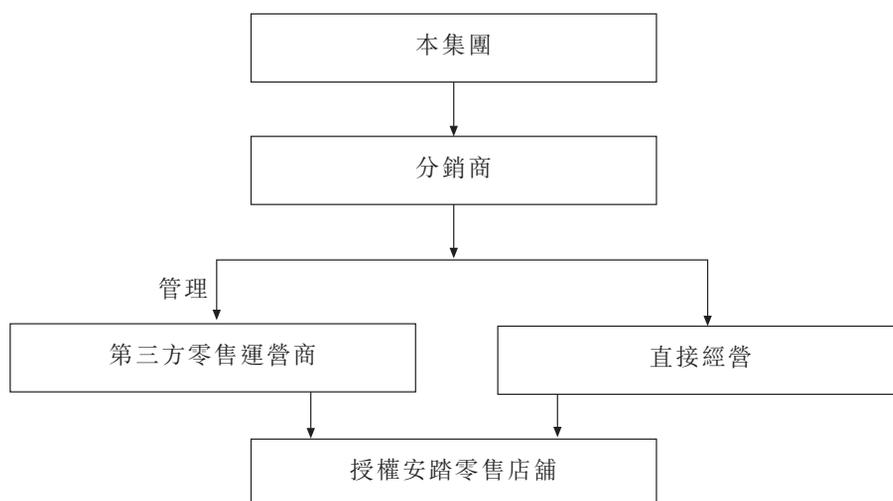 本集團
分銷商
管理
第三方零售運營商
直接經營
授權安踏零售店舖